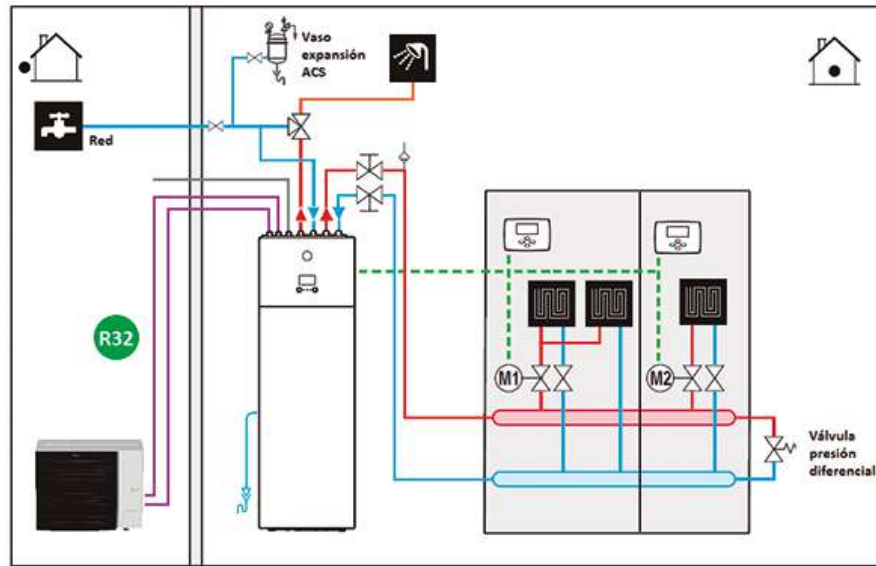 Vaso
expansión
ACS
Red
R32
M1
M2
Válvula
presión
diferencial